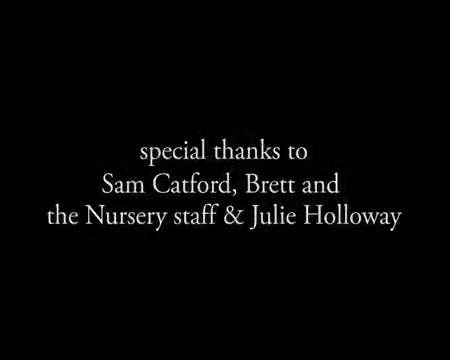 special thanks to
Sam Catford, Brett and
the Nursery staff & Julie Holloway